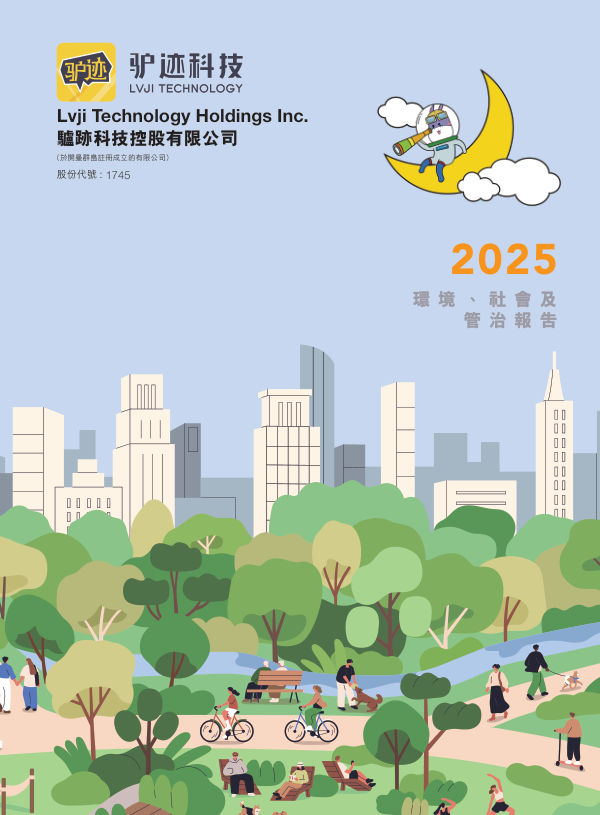 驴迹
驴迹科技
LVJI TECHNOLOGY
Lvji Technology Holdings Inc.
驢跡科技控股有限公司
(於開曼群島註冊成立的有限公司)
股份代號：1745
2025
環境、社會及
管治報告